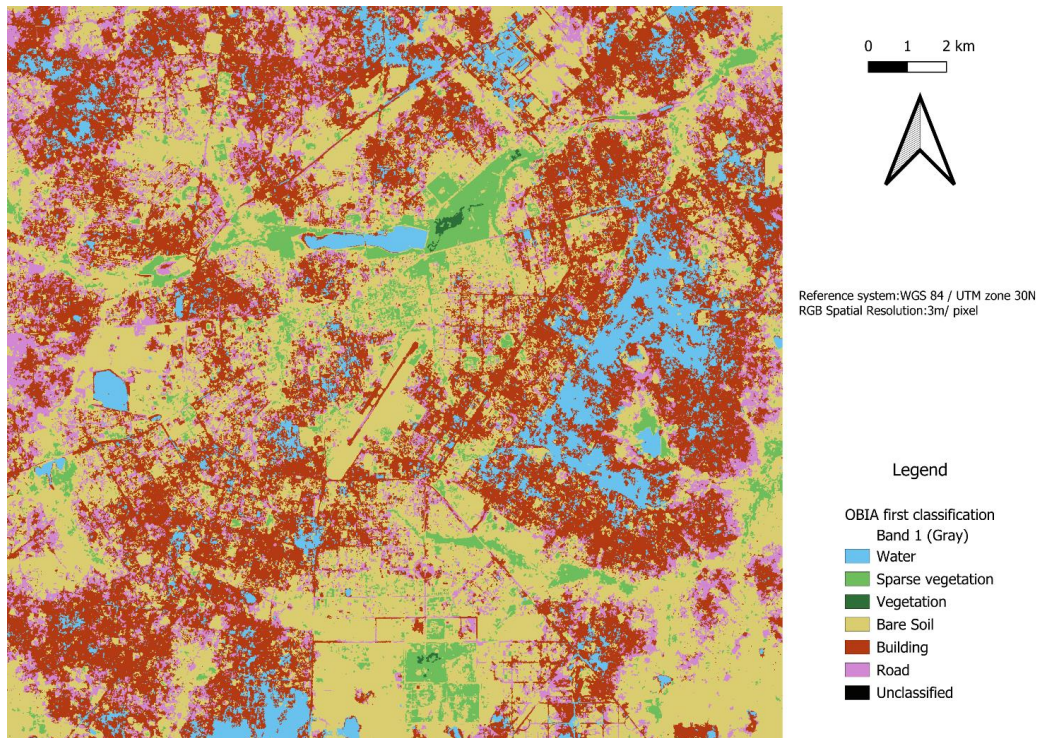 0 1 2 km
Reference system:WGS 84 / UTM zone 30N
RGB Spatial Resolution:3m/ pixel
Legend
OBIA first classification
Band 1 (Gray)
Water
Sparse vegetation
Vegetation
Bare Soil
Building
Road
Unclassified